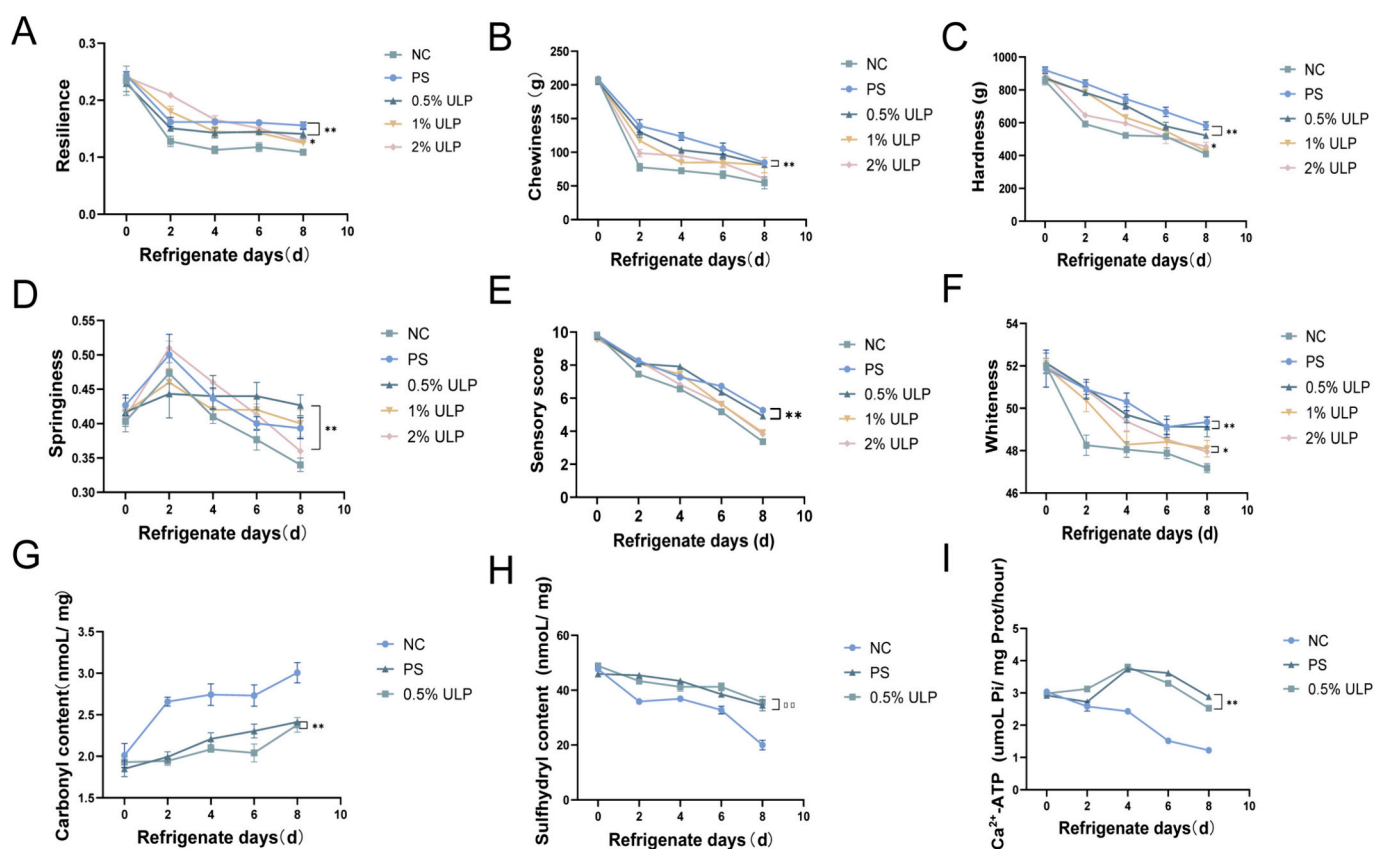 A
Resilience
0.3
0.2
0.1
0.0
0 2 4 6 8 10
Refrigenate days(d)
NC
PS
0.5% ULP
1% ULP
2% ULP
**
*
B
Chewiness (g)
250
200
150
100
50
0
0 2 4 6 8 10
Refrigenate days(d)
NC
PS
0.5% ULP
1% ULP
2% ULP
**
C
Hardness (g)
1000
800
600
400
200
0
0 2 4 6 8 10
Refrigenate days(d)
NC
PS
0.5% ULP
1% ULP
2% ULP
**
*
D
Springiness
0.55
0.50
0.45
0.40
0.35
0.30
0 2 4 6 8 10
Refrigenate days(d)
NC
PS
0.5% ULP
1% ULP
2% ULP
**
E
Sensory score
10
8
6
4
2
0
0 2 4 6 8 10
Refrigenate days (d)
NC
PS
0.5% ULP
1% ULP
2% ULP
**
F
Whiteness
52
50
48
46
0 2 4 6 8 10
Refrigenate days (d)
NC
PS
0.5% ULP
1% ULP
2% ULP
**
*
G
Carbonyl content(nmoL/ mg)
3.5
3.0
2.5
2.0
1.5
0 2 4 6 8 10
Refrigenate days(d)
NC
PS
0.5% ULP
**
H
Sulfhydryl content (nmoL/ mg)
60
40
20
0
0 2 4 6 8 10
Refrigenate days(d)
NC
PS
0.5% ULP
▯▯
I
Ca²⁺-ATP (umoL Pi/ mg Prot/hour)
5
4
3
2
1
0
0 2 4 6 8 10
Refrigenate days(d)
NC
PS
0.5% ULP
**